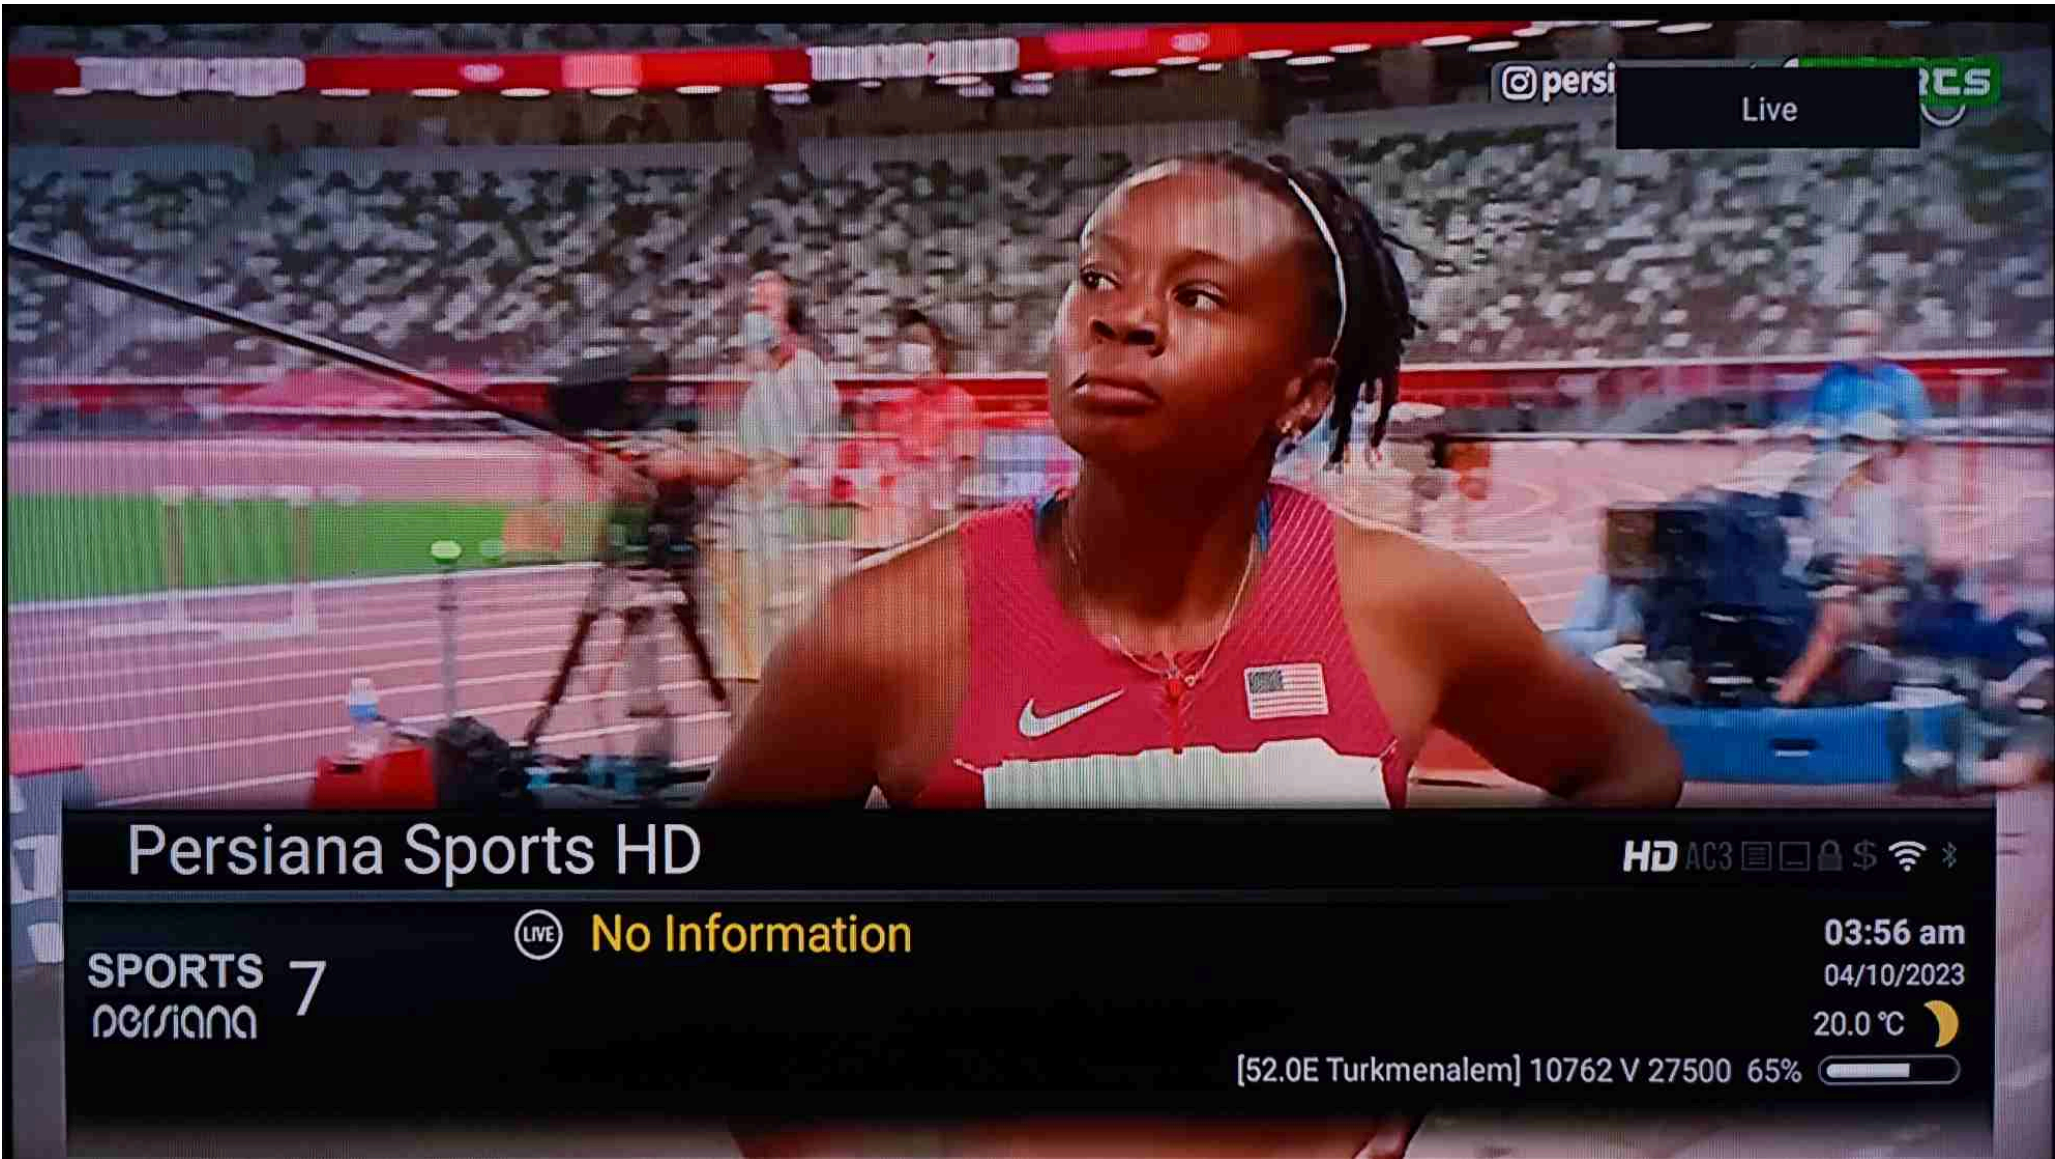 persi
RTS
Live
Persiana Sports HD
HD AC3 $
LIVE No Information
SPORTS
persiana
7
03:56 am
04/10/2023
20.0 °C
[52.0E Turkmenalem] 10762 V 27500 65%